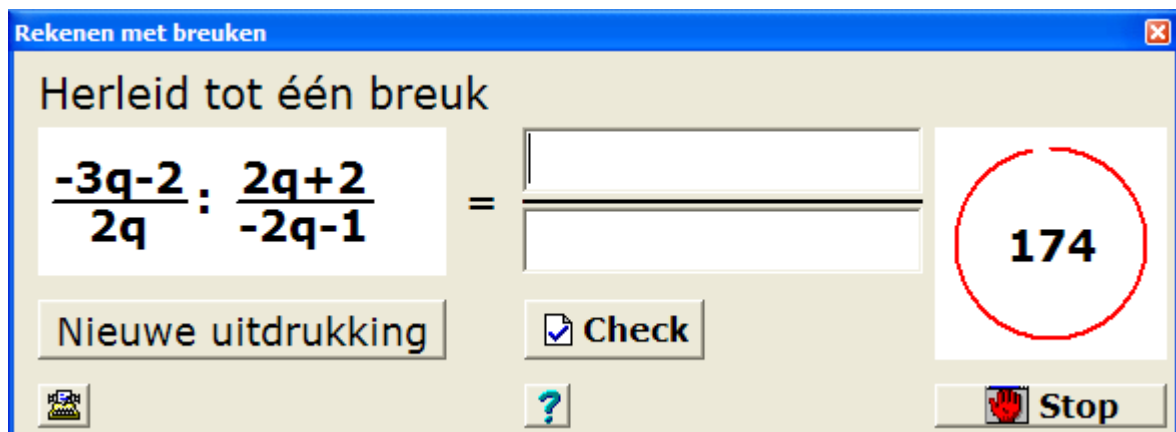 Rekenen met breuken
Herleid tot één breuk
-3q-2 : 2q+2 =
2q -2q-1
174
Nieuwe uitdrukking
Check
?
Stop